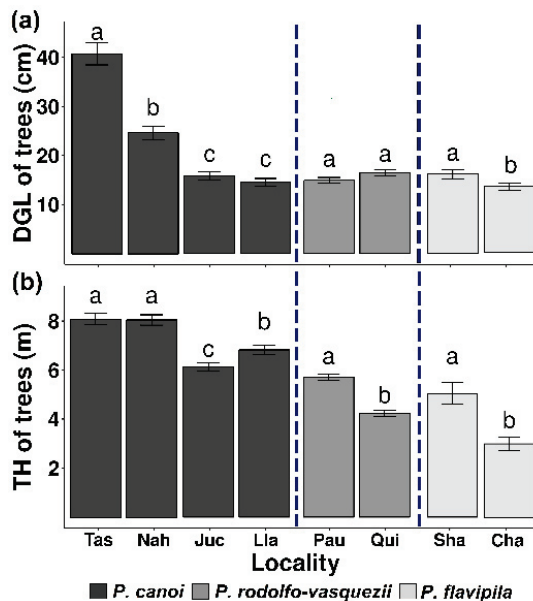 (a)
DGL of trees (cm)
40
30
20
10
a
b
c
c
a
a
a
b
(b)
TH of trees (m)
8
6
4
2
a
a
c
b
a
b
a
b
Tas Nah Juc Lla Pau Qui Sha Cha
Locality
P. canoi P. rodolfo-vasquezii P. flavipila